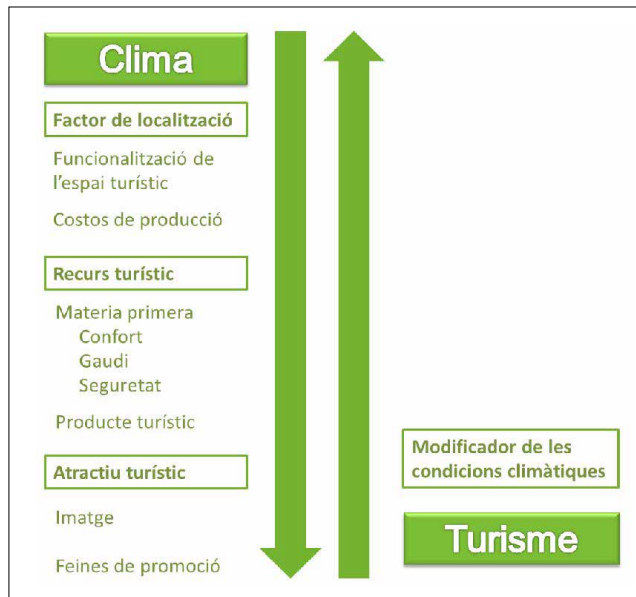 Clima
Factor de localització
Funcionalització de
l'espai turístic
Costos de producció
Recurs turístic
Materia primera
Confort
Gaudi
Seguretat
Producte turístic
Atractiu turístic
Imatge
Feines de promoció
Modificador de les
condicions climàtiques
Turisme